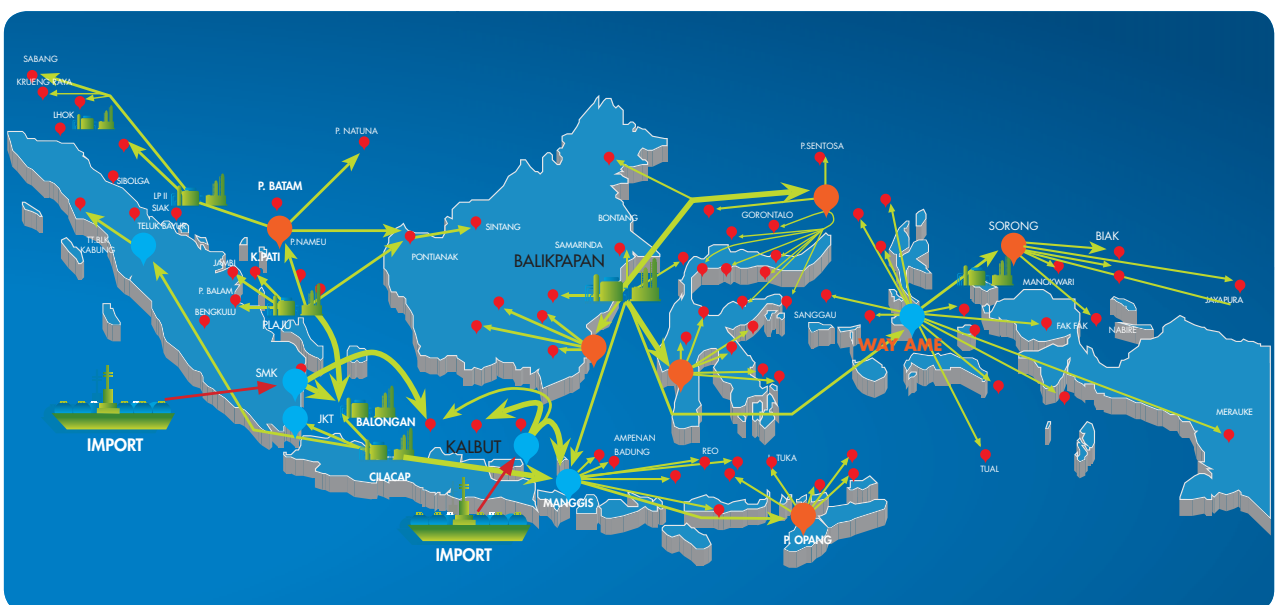 SABANG
KRUENG RAYA
LHOK
P. NATUNA
SIBOLGA
P. BATAM
LP II
SIAK
TELUK BAYUR
TT.BLK
KABUNG
P.NAMEU
K.PATI
JAMBI
P. BALAM
BENGKULU
PLAJU
PONTIANAK
SINTANG
BONTANG
SAMARINDA
BALIKPAPAN
P.SENTOSA
GORONTALO
SANGGAU
SORONG
BIAK
MANOKWARI
JAYAPURA
FAK FAK
NABIRE
WAY AME
MERAUKE
TUAL
SMK
JKT
BALONGAN
IMPORT
KALBUT
CILACAP
AMPENAN
BADUNG
REO
TUKA
MANGGIS
P. OPANG
IMPORT